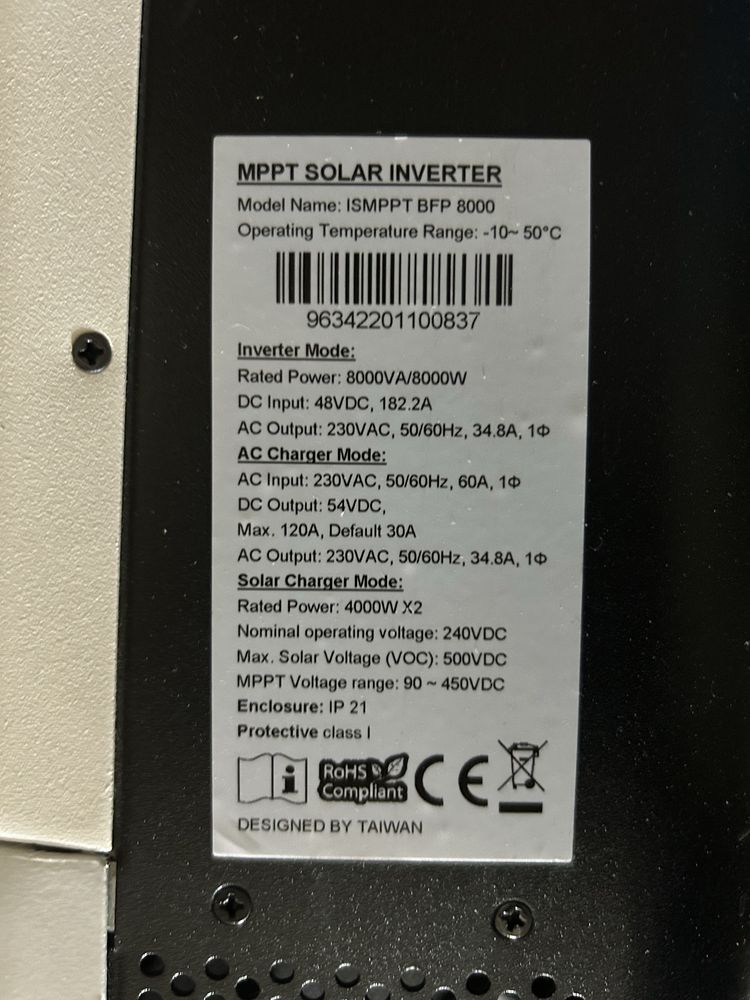 MPPT SOLAR INVERTER
Model Name: ISMPPT BFP 8000
Operating Temperature Range: -10~ 50°C
96342201100837
Inverter Mode:
Rated Power: 8000VA/8000W
DC Input: 48VDC, 182.2A
AC Output: 230VAC, 50/60Hz, 34.8A, 1Φ
AC Charger Mode:
AC Input: 230VAC, 50/60Hz, 60A, 1Φ
DC Output: 54VDC,
Max. 120A, Default 30A
AC Output: 230VAC, 50/60Hz, 34.8A, 1Φ
Solar Charger Mode:
Rated Power: 4000W X2
Nominal operating voltage: 240VDC
Max. Solar Voltage (VOC): 500VDC
MPPT Voltage range: 90 ~ 450VDC
Enclosure: IP 21
Protective class I
i RoHS CE
Compliant
DESIGNED BY TAIWAN